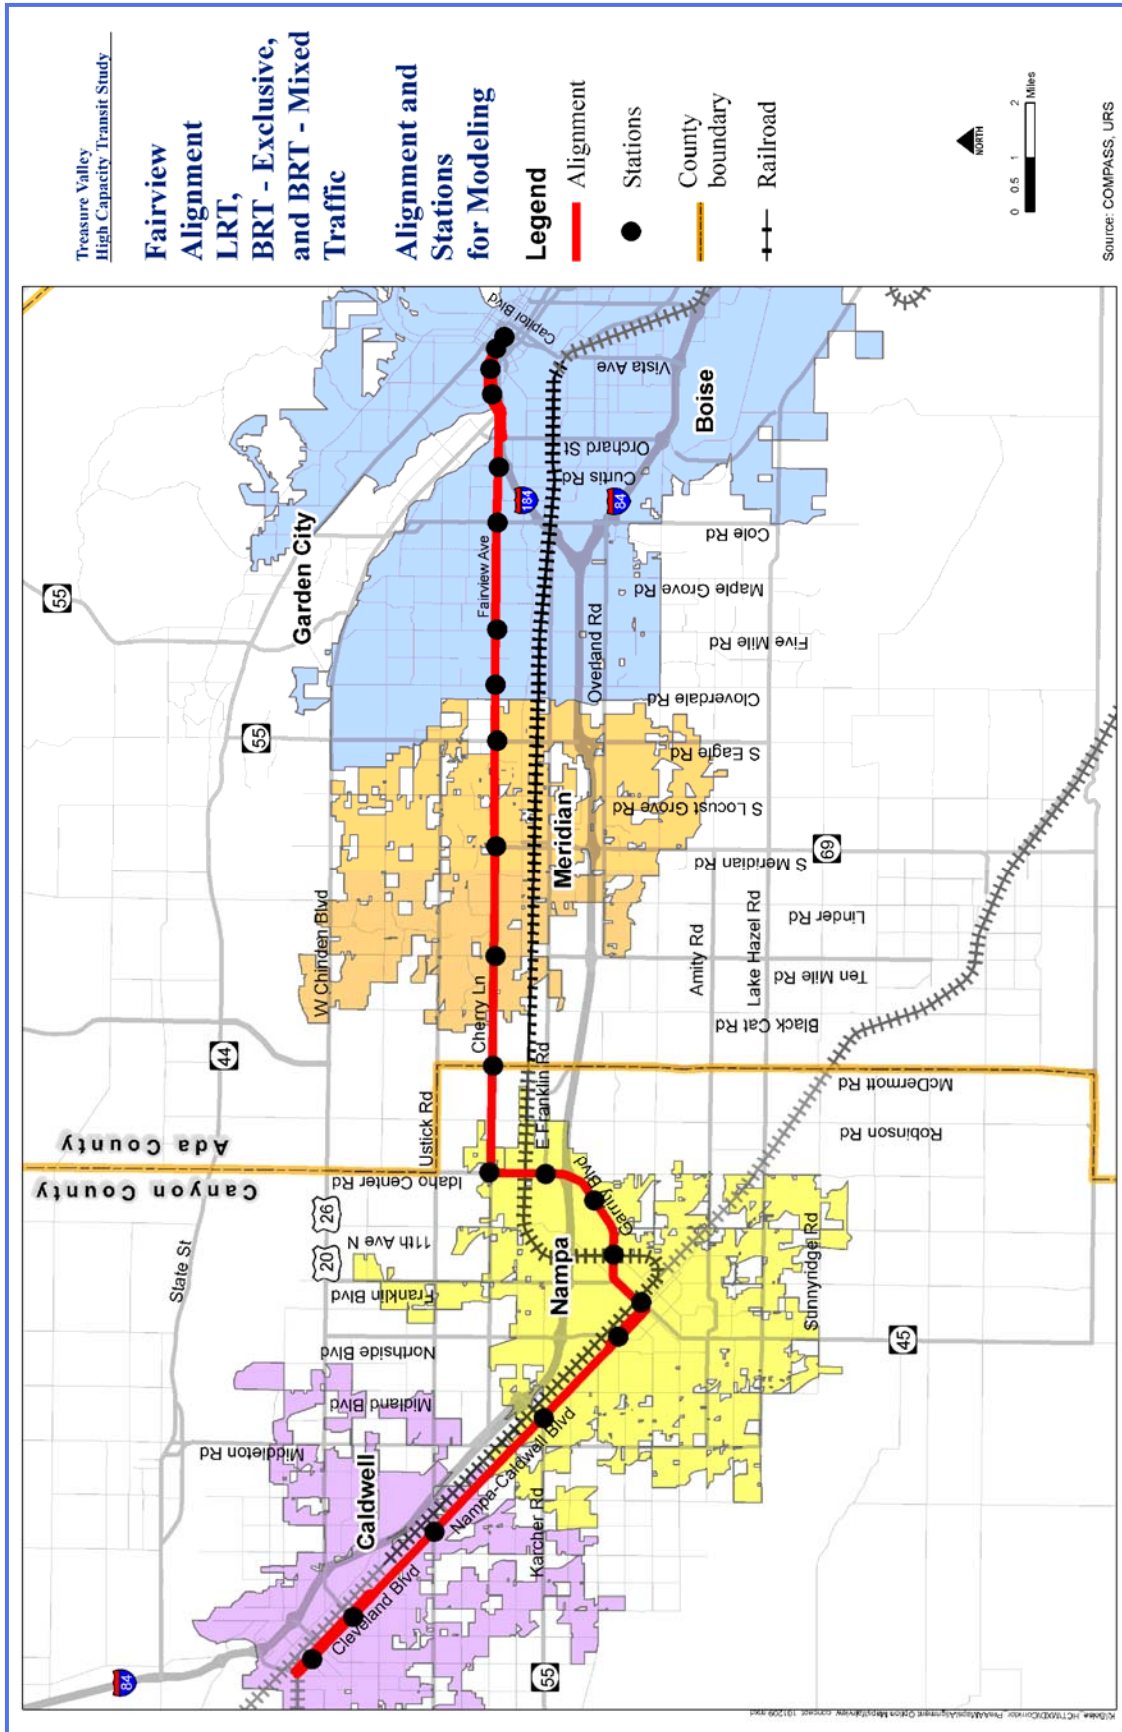 Treasure Valley
High Capacity Transit Study
Fairview
Alignment
LRT,
BRT - Exclusive,
and BRT - Mixed
Traffic
Alignment and
Stations
for Modeling
Legend
Alignment
Stations
County
boundary
Railroad
NORTH
0 0.5 1 2
Miles
Source: COMPASS, URS
Canyon County
Ada County
84
Caldwell
Cleveland Blvd
Nampa-Caldwell Blvd
Karcher Rd
55
Middleton Rd
Midland Blvd
Northside Blvd
Franklin Blvd
11th Ave N
20
26
State St
44
Idaho Center Rd
Ustick Rd
Nampa
Garrity Blvd
E Franklin Rd
Sunnyridge Rd
45
Robinson Rd
McDermott Rd
Black Cat Rd
Ten Mile Rd
Linder Rd
Lake Hazel Rd
Amity Rd
Cherry Ln
W Chinden Blvd
Meridian
S Meridian Rd
69
S Locust Grove Rd
S Eagle Rd
55
Cloverdale Rd
Overland Rd
Five Mile Rd
Maple Grove Rd
Cole Rd
Garden City
55
Fairview Ave
184
84
Curtis Rd
Orchard St
Vista Ave
Boise
Capitol Blvd